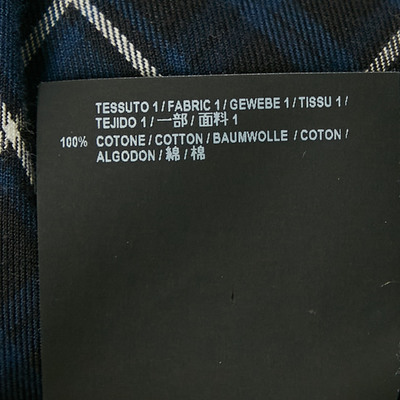 TESSUTO 1 / FABRIC 1 / GEWEBE 1 / TISSU 1 /
TEJIDO 1 / 一部 / 面料 1
100% COTONE / COTTON / BAUMWOLLE / COTON /
ALGODON / 綿 / 棉